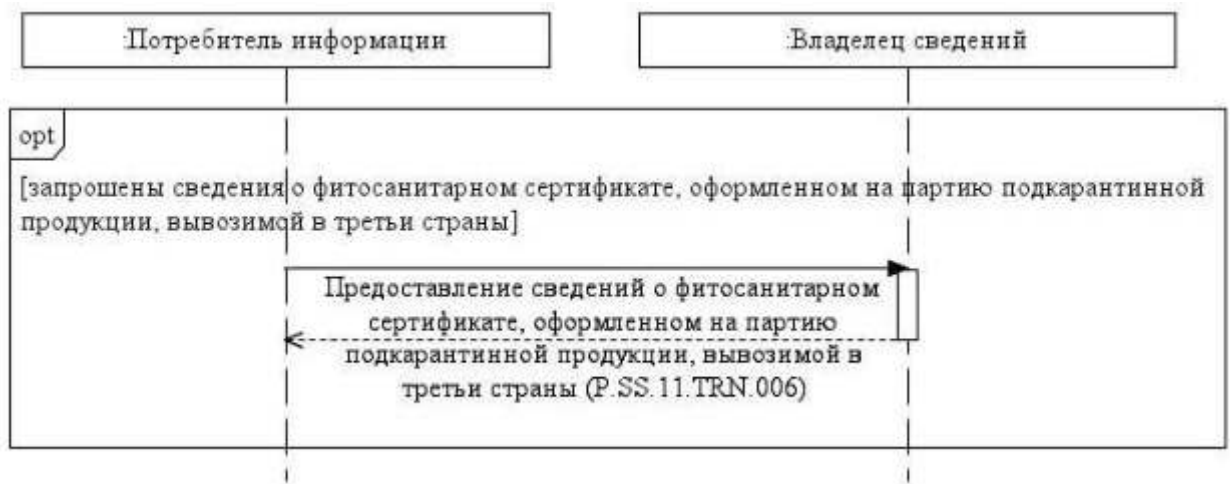 :Потребитель информации
:Владелец сведений
opt
[запрошены сведения о фитосанитарном сертификате, оформленном на партию подкарантинной
продукции, вывозимой в третьи страны]
Предоставление сведений о фитосанитарном
сертификате, оформленном на партию
подкарантинной продукции, вывозимой в
третьи страны (P.SS.11.TRN.006)